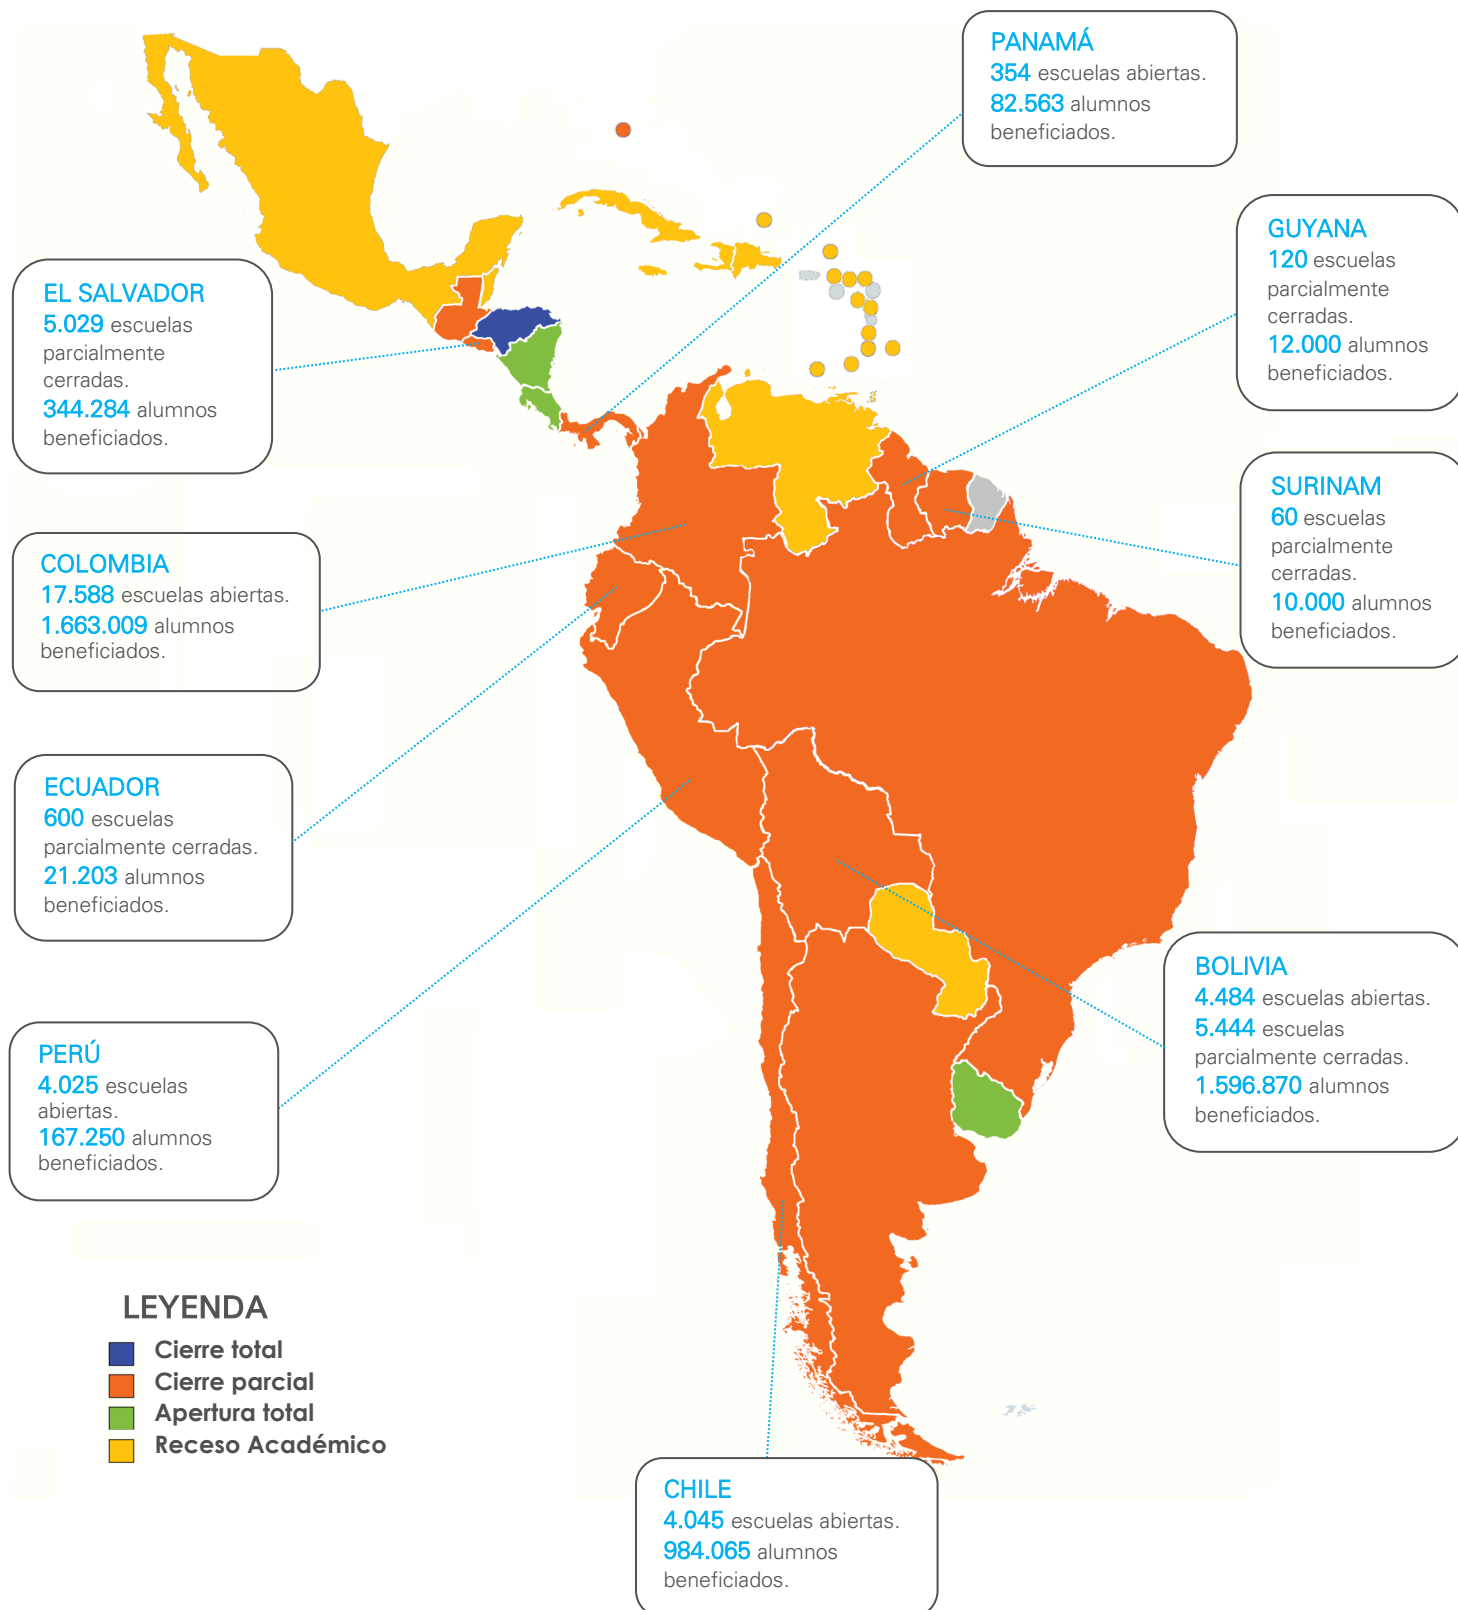 PANAMÁ
354 escuelas abiertas.
82.563 alumnos
beneficiados.
GUYANA
120 escuelas
parcialmente
cerradas.
12.000 alumnos
beneficiados.
EL SALVADOR
5.029 escuelas
parcialmente
cerradas.
344.284 alumnos
beneficiados.
SURINAM
60 escuelas
parcialmente
cerradas.
10.000 alumnos
beneficiados.
COLOMBIA
17.588 escuelas abiertas.
1.663.009 alumnos
beneficiados.
ECUADOR
600 escuelas
parcialmente cerradas.
21.203 alumnos
beneficiados.
BOLIVIA
4.484 escuelas abiertas.
5.444 escuelas
parcialmente cerradas.
1.596.870 alumnos
beneficiados.
PERÚ
4.025 escuelas
abiertas.
167.250 alumnos
beneficiados.
LEYENDA
Cierre total
Cierre parcial
Apertura total
Receso Académico
CHILE
4.045 escuelas abiertas.
984.065 alumnos
beneficiados.